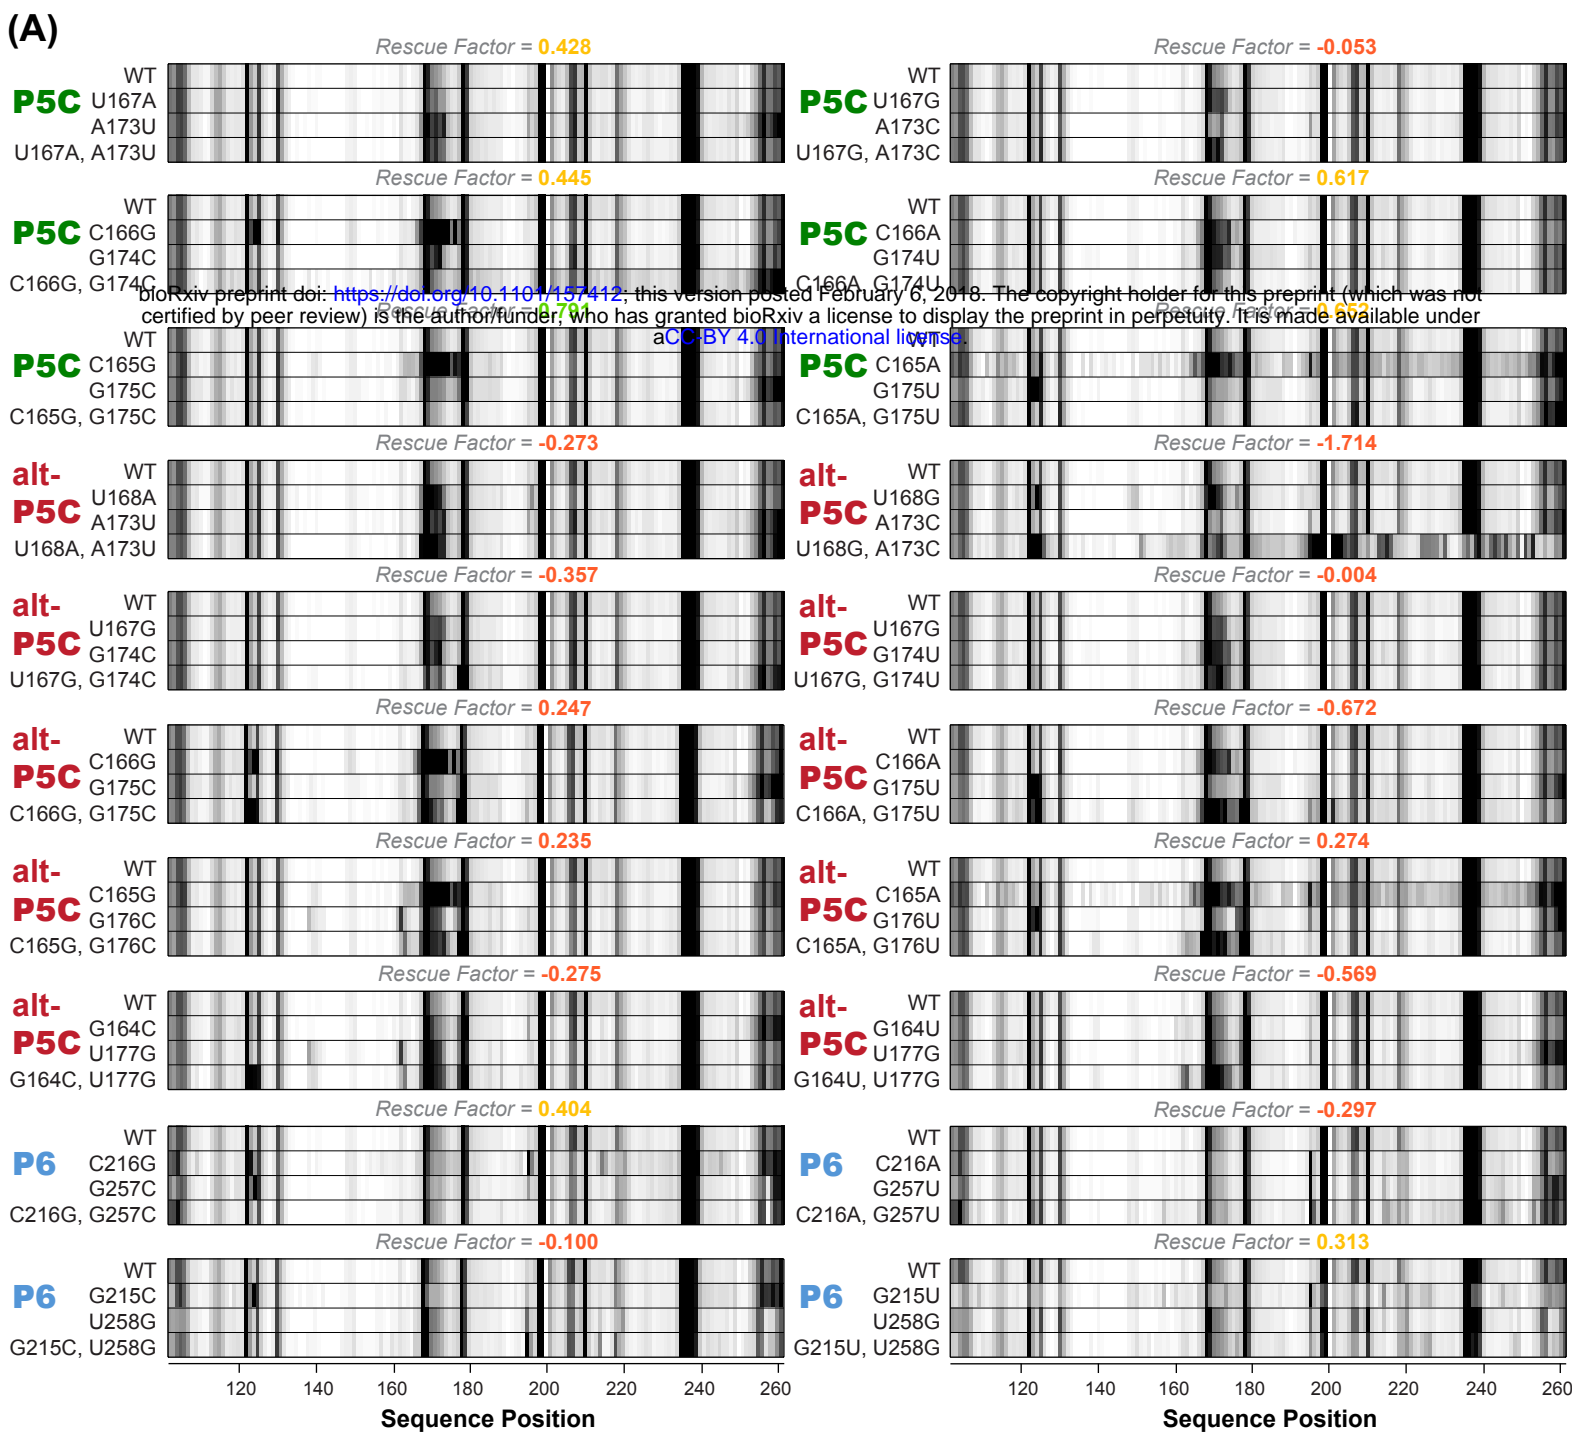 (A)
Rescue Factor = 0.428
WT
P5C U167A
A173U
U167A, A173U
Rescue Factor = -0.053
WT
P5C U167G
A173C
U167G, A173C
Rescue Factor = 0.445
WT
P5C C166G
G174C
C166G, G174C
Rescue Factor = 0.617
WT
P5C C166A
G174U
C166A, G174U
bioRxiv preprint doi: https://doi.org/10.1101/157412; this version posted February 6, 2018. The copyright holder for this preprint (which was not
certified by peer review) is the author/funder, who has granted bioRxiv a license to display the preprint in perpetuity. It is made available under
aCC-BY 4.0 International license.
Rescue Factor = 0.791
WT
P5C C165G
G175C
C165G, G175C
Rescue Factor = 0.652
WT
P5C C165A
G175U
C165A, G175U
Rescue Factor = -0.273
alt-
P5C
WT
U168A
A173U
U168A, A173U
Rescue Factor = -1.714
alt-
P5C
WT
U168G
A173C
U168G, A173C
Rescue Factor = -0.357
alt-
P5C
WT
U167G
G174C
U167G, G174C
Rescue Factor = -0.004
alt-
P5C
WT
U167G
G174U
U167G, G174U
Rescue Factor = 0.247
alt-
P5C
WT
C166G
G175C
C166G, G175C
Rescue Factor = -0.672
alt-
P5C
WT
C166A
G175U
C166A, G175U
Rescue Factor = 0.235
alt-
P5C
WT
C165G
G176C
C165G, G176C
Rescue Factor = 0.274
alt-
P5C
WT
C165A
G176U
C165A, G176U
Rescue Factor = -0.275
alt-
P5C
WT
G164C
U177G
G164C, U177G
Rescue Factor = -0.569
alt-
P5C
WT
G164U
U177G
G164U, U177G
Rescue Factor = 0.404
WT
P6 C216G
G257C
C216G, G257C
Rescue Factor = -0.297
WT
P6 C216A
G257U
C216A, G257U
Rescue Factor = -0.100
WT
P6 G215C
U258G
G215C, U258G
Rescue Factor = 0.313
WT
P6 G215U
U258G
G215U, U258G
120 140 160 180 200 220 240 260
Sequence Position
120 140 160 180 200 220 240 260
Sequence Position